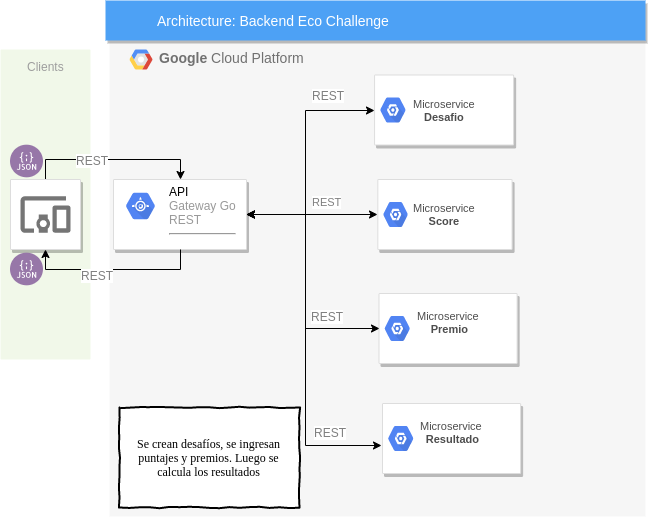 Architecture: Backend Eco Challenge
Google Cloud Platform
Clients
{;}
JSON
REST
API
Gateway Go
REST
{;}
JSON
REST
REST
Microservice
Desafio
REST
Microservice
Score
REST
Microservice
Premio
REST
Microservice
Resultado
Se crean desafíos, se ingresan
puntajes y premios. Luego se
calcula los resultados